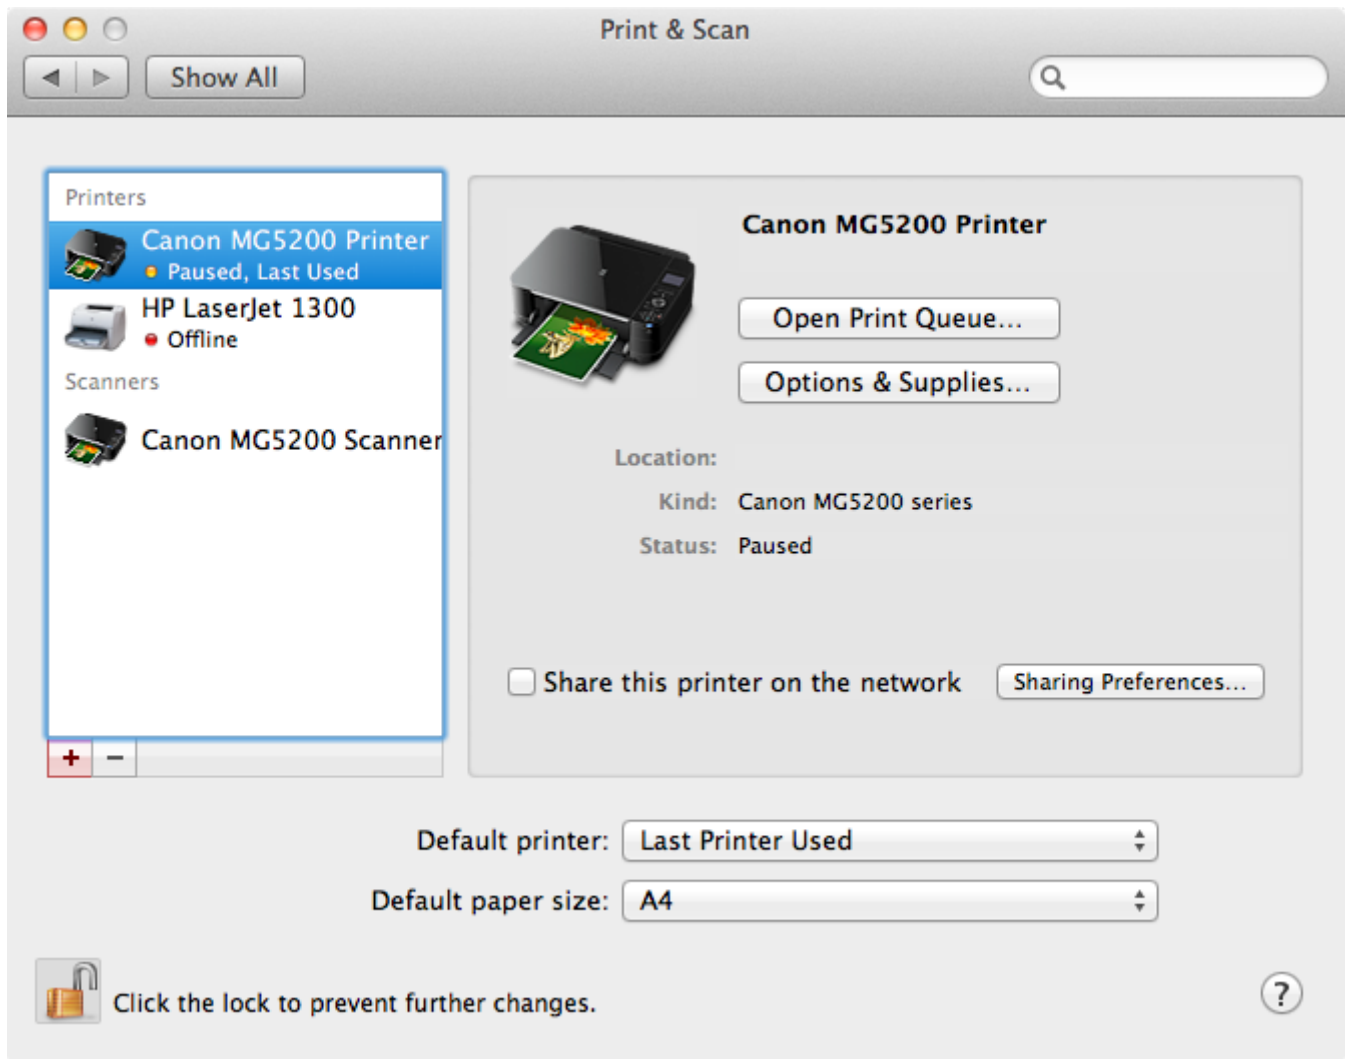 Print & Scan
Show All
Printers
Canon MG5200 Printer
Paused, Last Used
HP LaserJet 1300
Offline
Scanners
Canon MG5200 Scanner
+ −
Canon MG5200 Printer
Open Print Queue...
Options & Supplies...
Location:
Kind: Canon MG5200 series
Status: Paused
Share this printer on the network
Sharing Preferences...
Default printer: Last Printer Used
Default paper size: A4
Click the lock to prevent further changes.
?